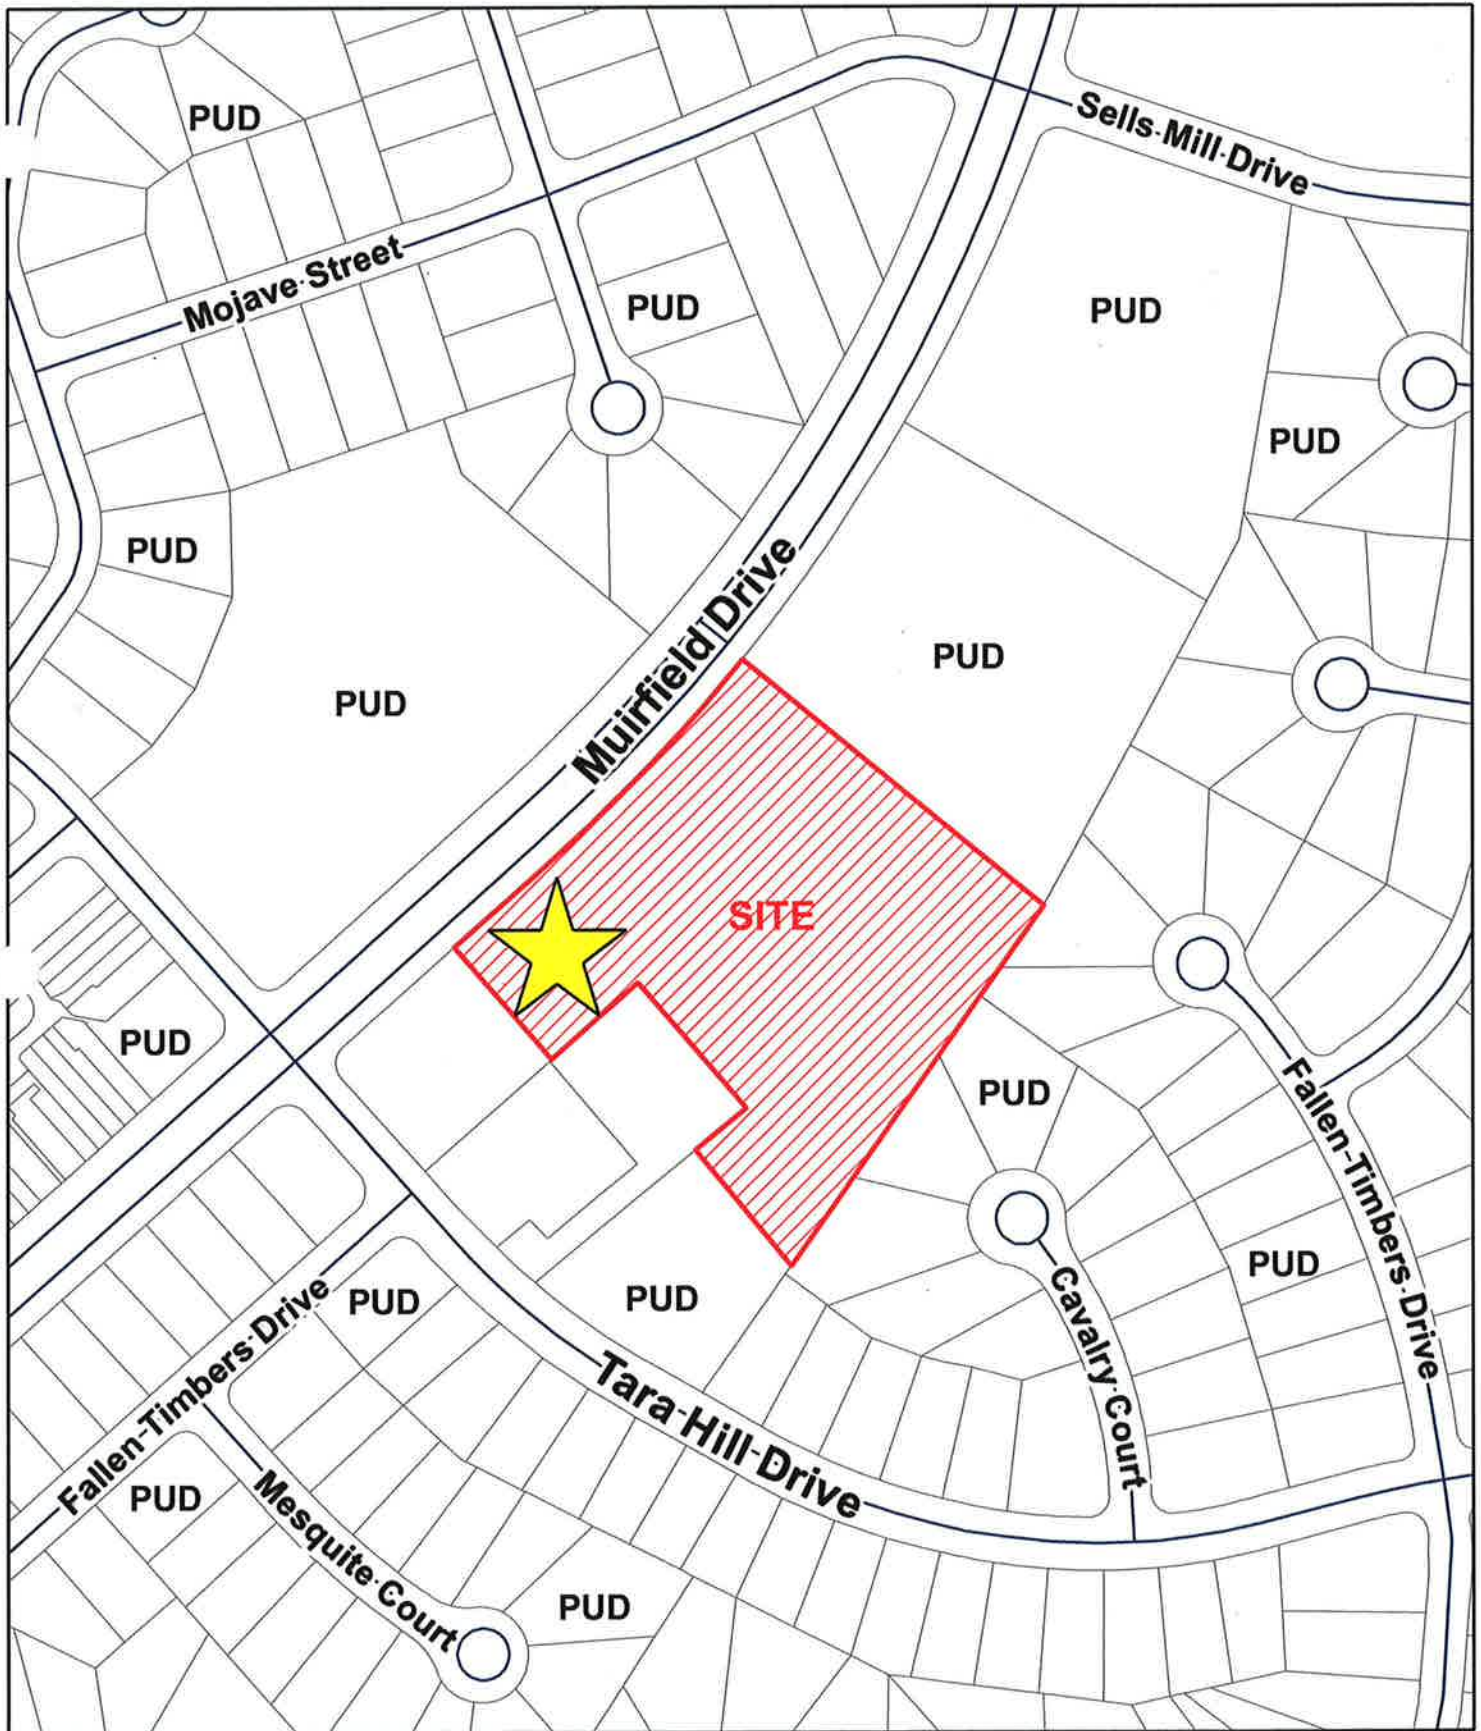 PUD
Sells Mill Drive
Mojave Street
PUD
PUD
PUD
PUD
Muirfield Drive
PUD
PUD
SITE
PUD
PUD
Fallen Timbers Drive
PUD
Cavalry Court
PUD
PUD
Fallen Timbers Drive
Tara Hill Drive
PUD
Mesquite Court
PUD